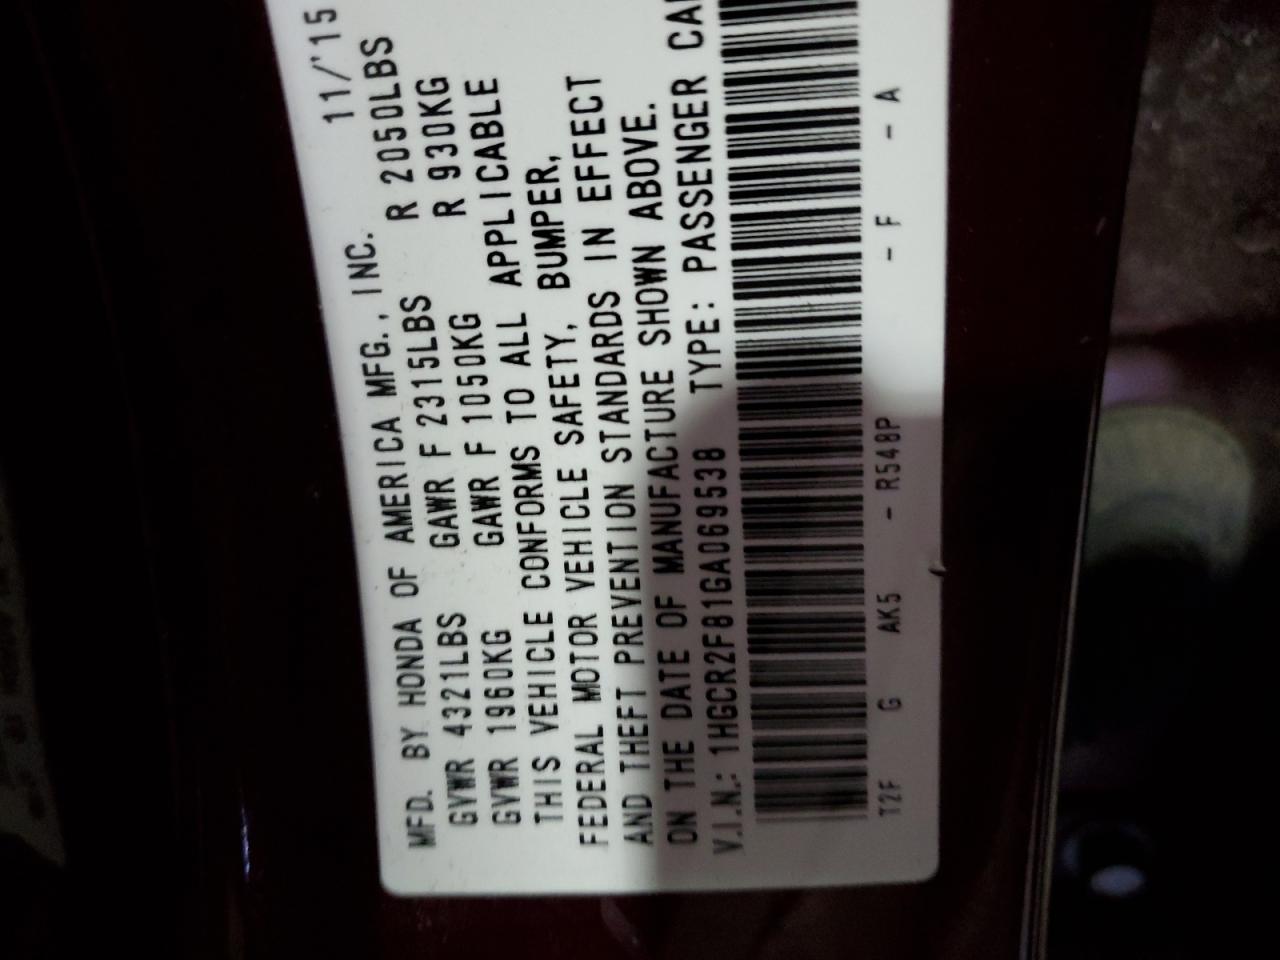 MFD. BY HONDA OF AMERICA MFG., INC. 11/'15
GVWR 4321LBS GAWR F 2315LBS R 2050LBS
GVWR 1960KG GAWR F 1050KG R 930KG
THIS VEHICLE CONFORMS TO ALL APPLICABLE
FEDERAL MOTOR VEHICLE SAFETY, BUMPER,
AND THEFT PREVENTION STANDARDS IN EFFECT
ON THE DATE OF MANUFACTURE SHOWN ABOVE.
V.I.N.: 1HGCR2F81GA069538 TYPE: PASSENGER CA
T2F G AK5 - R548P - F - A